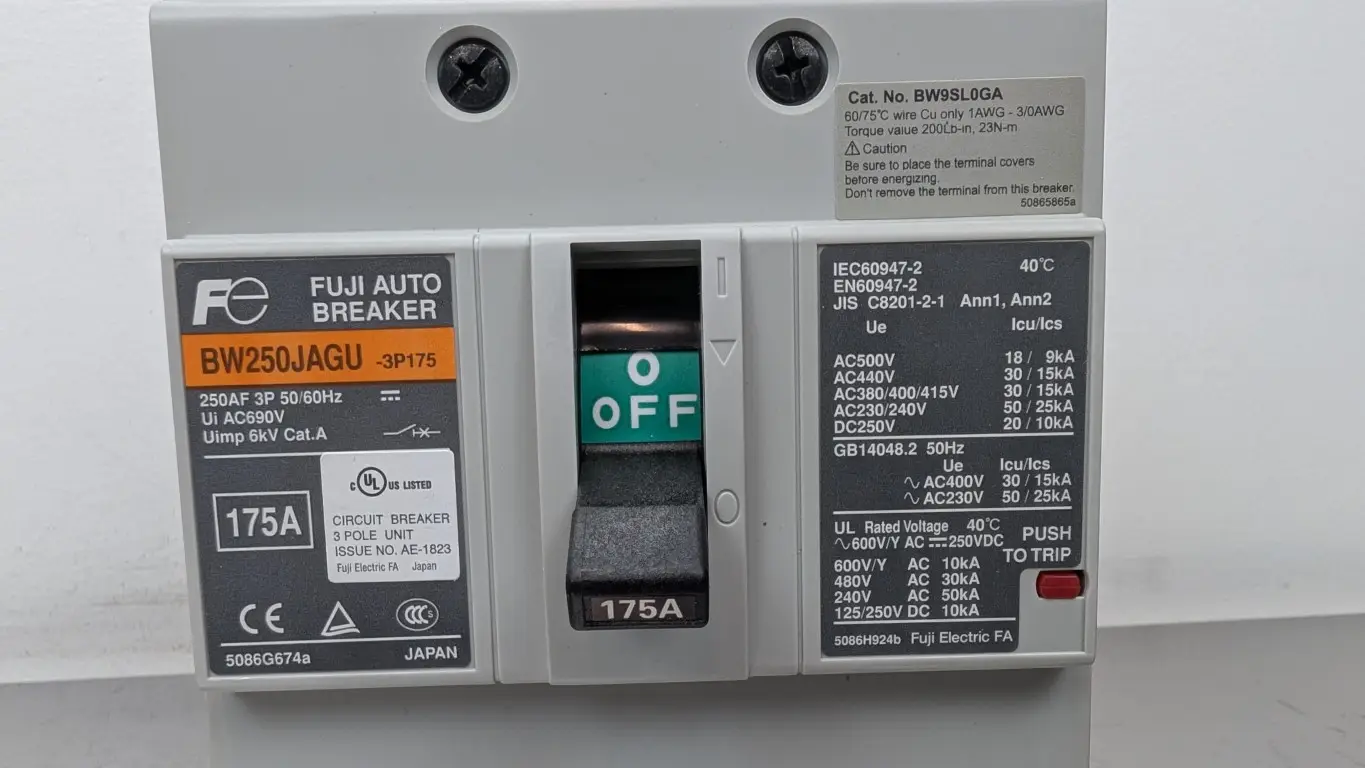 Cat. No. BW9SL0GA
60/75℃ wire Cu only 1AWG - 3/0AWG
Torque value 200Lb-in, 23N-m
⚠ Caution
Be sure to place the terminal covers
before energizing.
Don't remove the terminal from this breaker.
50865865a
Fe FUJI AUTO
BREAKER
BW250JAGU -3P175
250AF 3P 50/60Hz
Ui AC690V
Uimp 6kV Cat.A
175A
C UL US LISTED
CIRCUIT BREAKER
3 POLE UNIT
ISSUE NO. AE-1823
Fuji Electric FA Japan
CE CCC S
5086G674a JAPAN
O
OFF
175A
IEC60947-2 40℃
EN60947-2
JIS C8201-2-1 Ann1, Ann2
Ue Icu/Ics
AC500V 18 / 9kA
AC440V 30 / 15kA
AC380/400/415V 30 / 15kA
AC230/240V 50 / 25kA
DC250V 20 / 10kA
GB14048.2 50Hz
Ue Icu/Ics
∿ AC400V 30 / 15kA
∿ AC230V 50 / 25kA
UL Rated Voltage 40℃
∿600V/Y AC ⎓250VDC
600V/Y AC 10kA
480V AC 30kA
240V AC 50kA
125/250V DC 10kA
5086H924b Fuji Electric FA
PUSH
TO TRIP